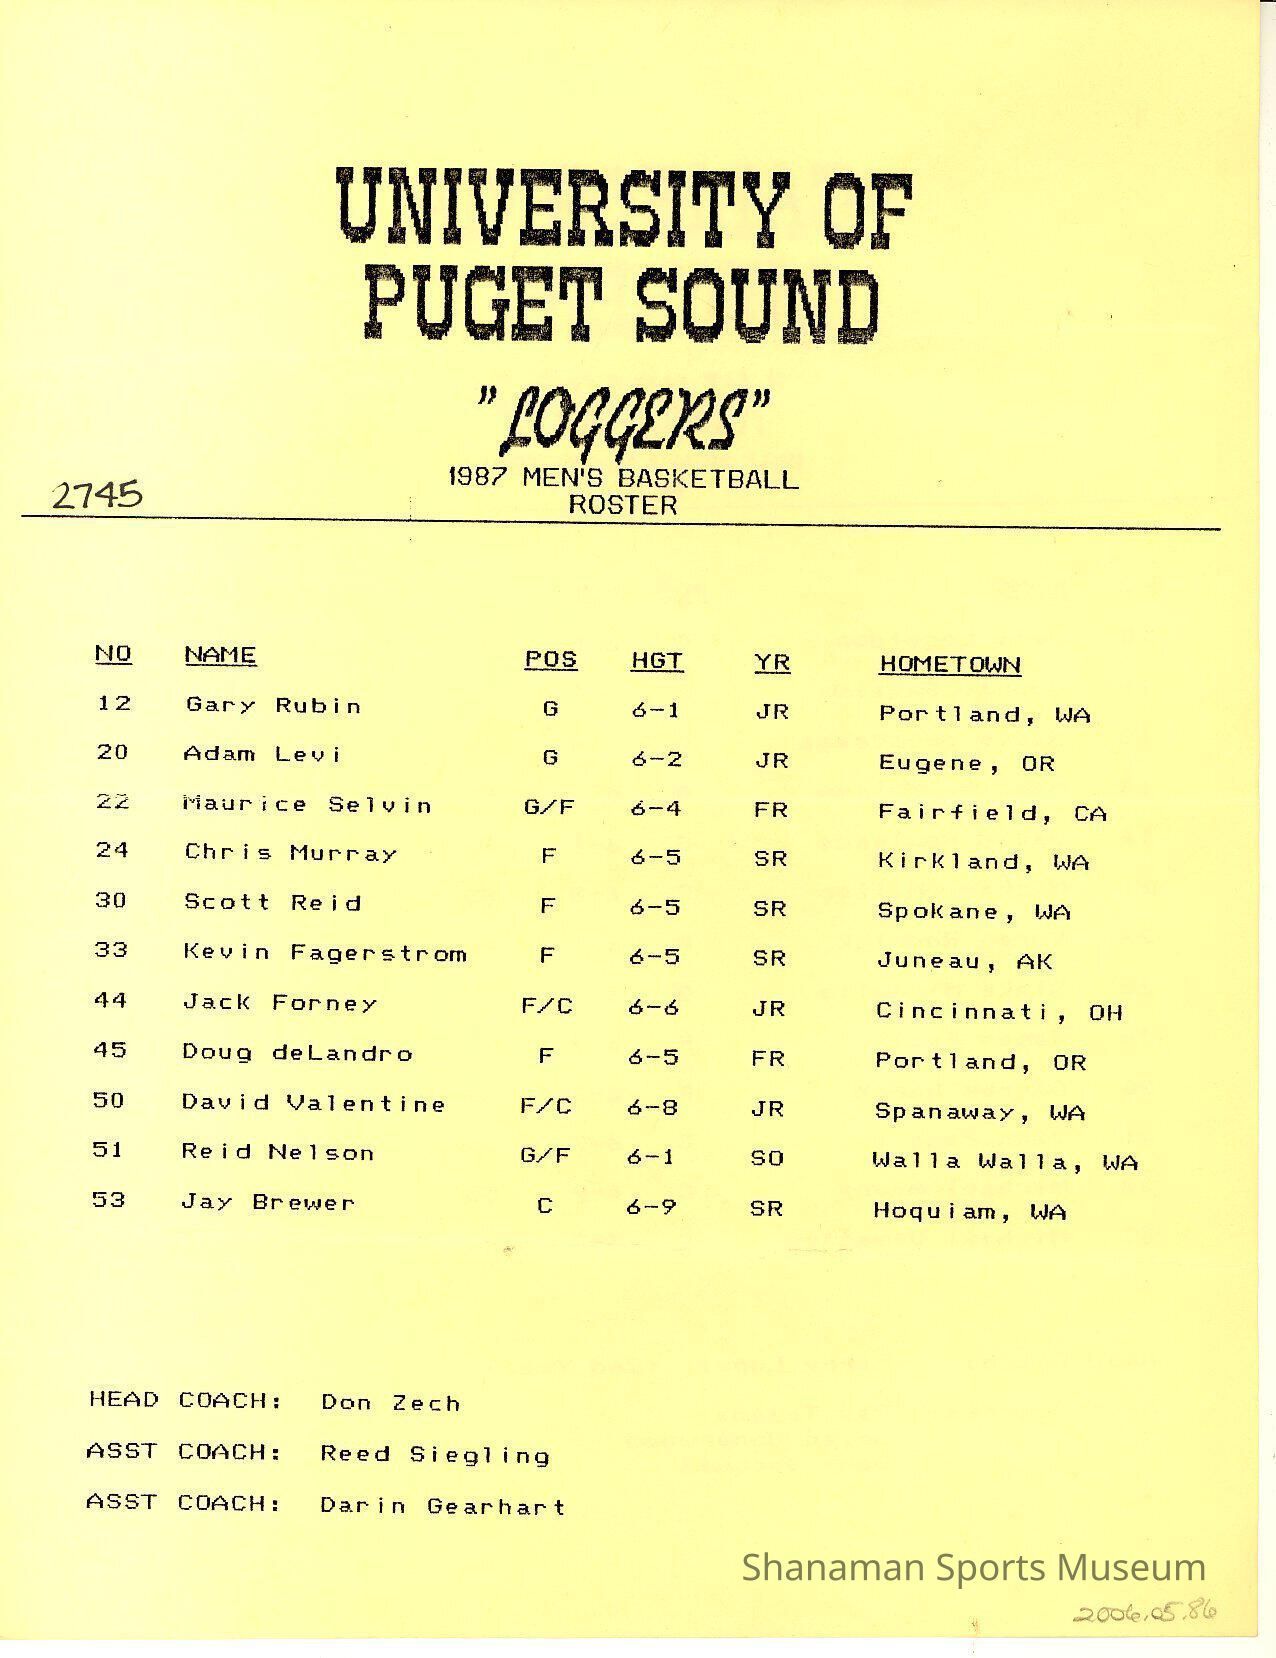 UNIVERSITY OF
PUGET SOUND
"LOGGERS"
1987 MEN'S BASKETBALL
ROSTER
2745
NO NAME POS HGT YR HOMETOWN
12 Gary Rubin G 6-1 JR Portland, WA
20 Adam Levi G 6-2 JR Eugene, OR
22 Maurice Selvin G/F 6-4 FR Fairfield, CA
24 Chris Murray F 6-5 SR Kirkland, WA
30 Scott Reid F 6-5 SR Spokane, WA
33 Kevin Fagerstrom F 6-5 SR Juneau, AK
44 Jack Forney F/C 6-6 JR Cincinnati, OH
45 Doug deLandro F 6-5 FR Portland, OR
50 David Valentine F/C 6-8 JR Spanaway, WA
51 Reid Nelson G/F 6-1 SO Walla Walla, WA
53 Jay Brewer C 6-9 SR Hoquiam, WA
HEAD COACH: Don Zech
ASST COACH: Reed Siegling
ASST COACH: Darin Gearhart
Shanaman Sports Museum
2006.05.86